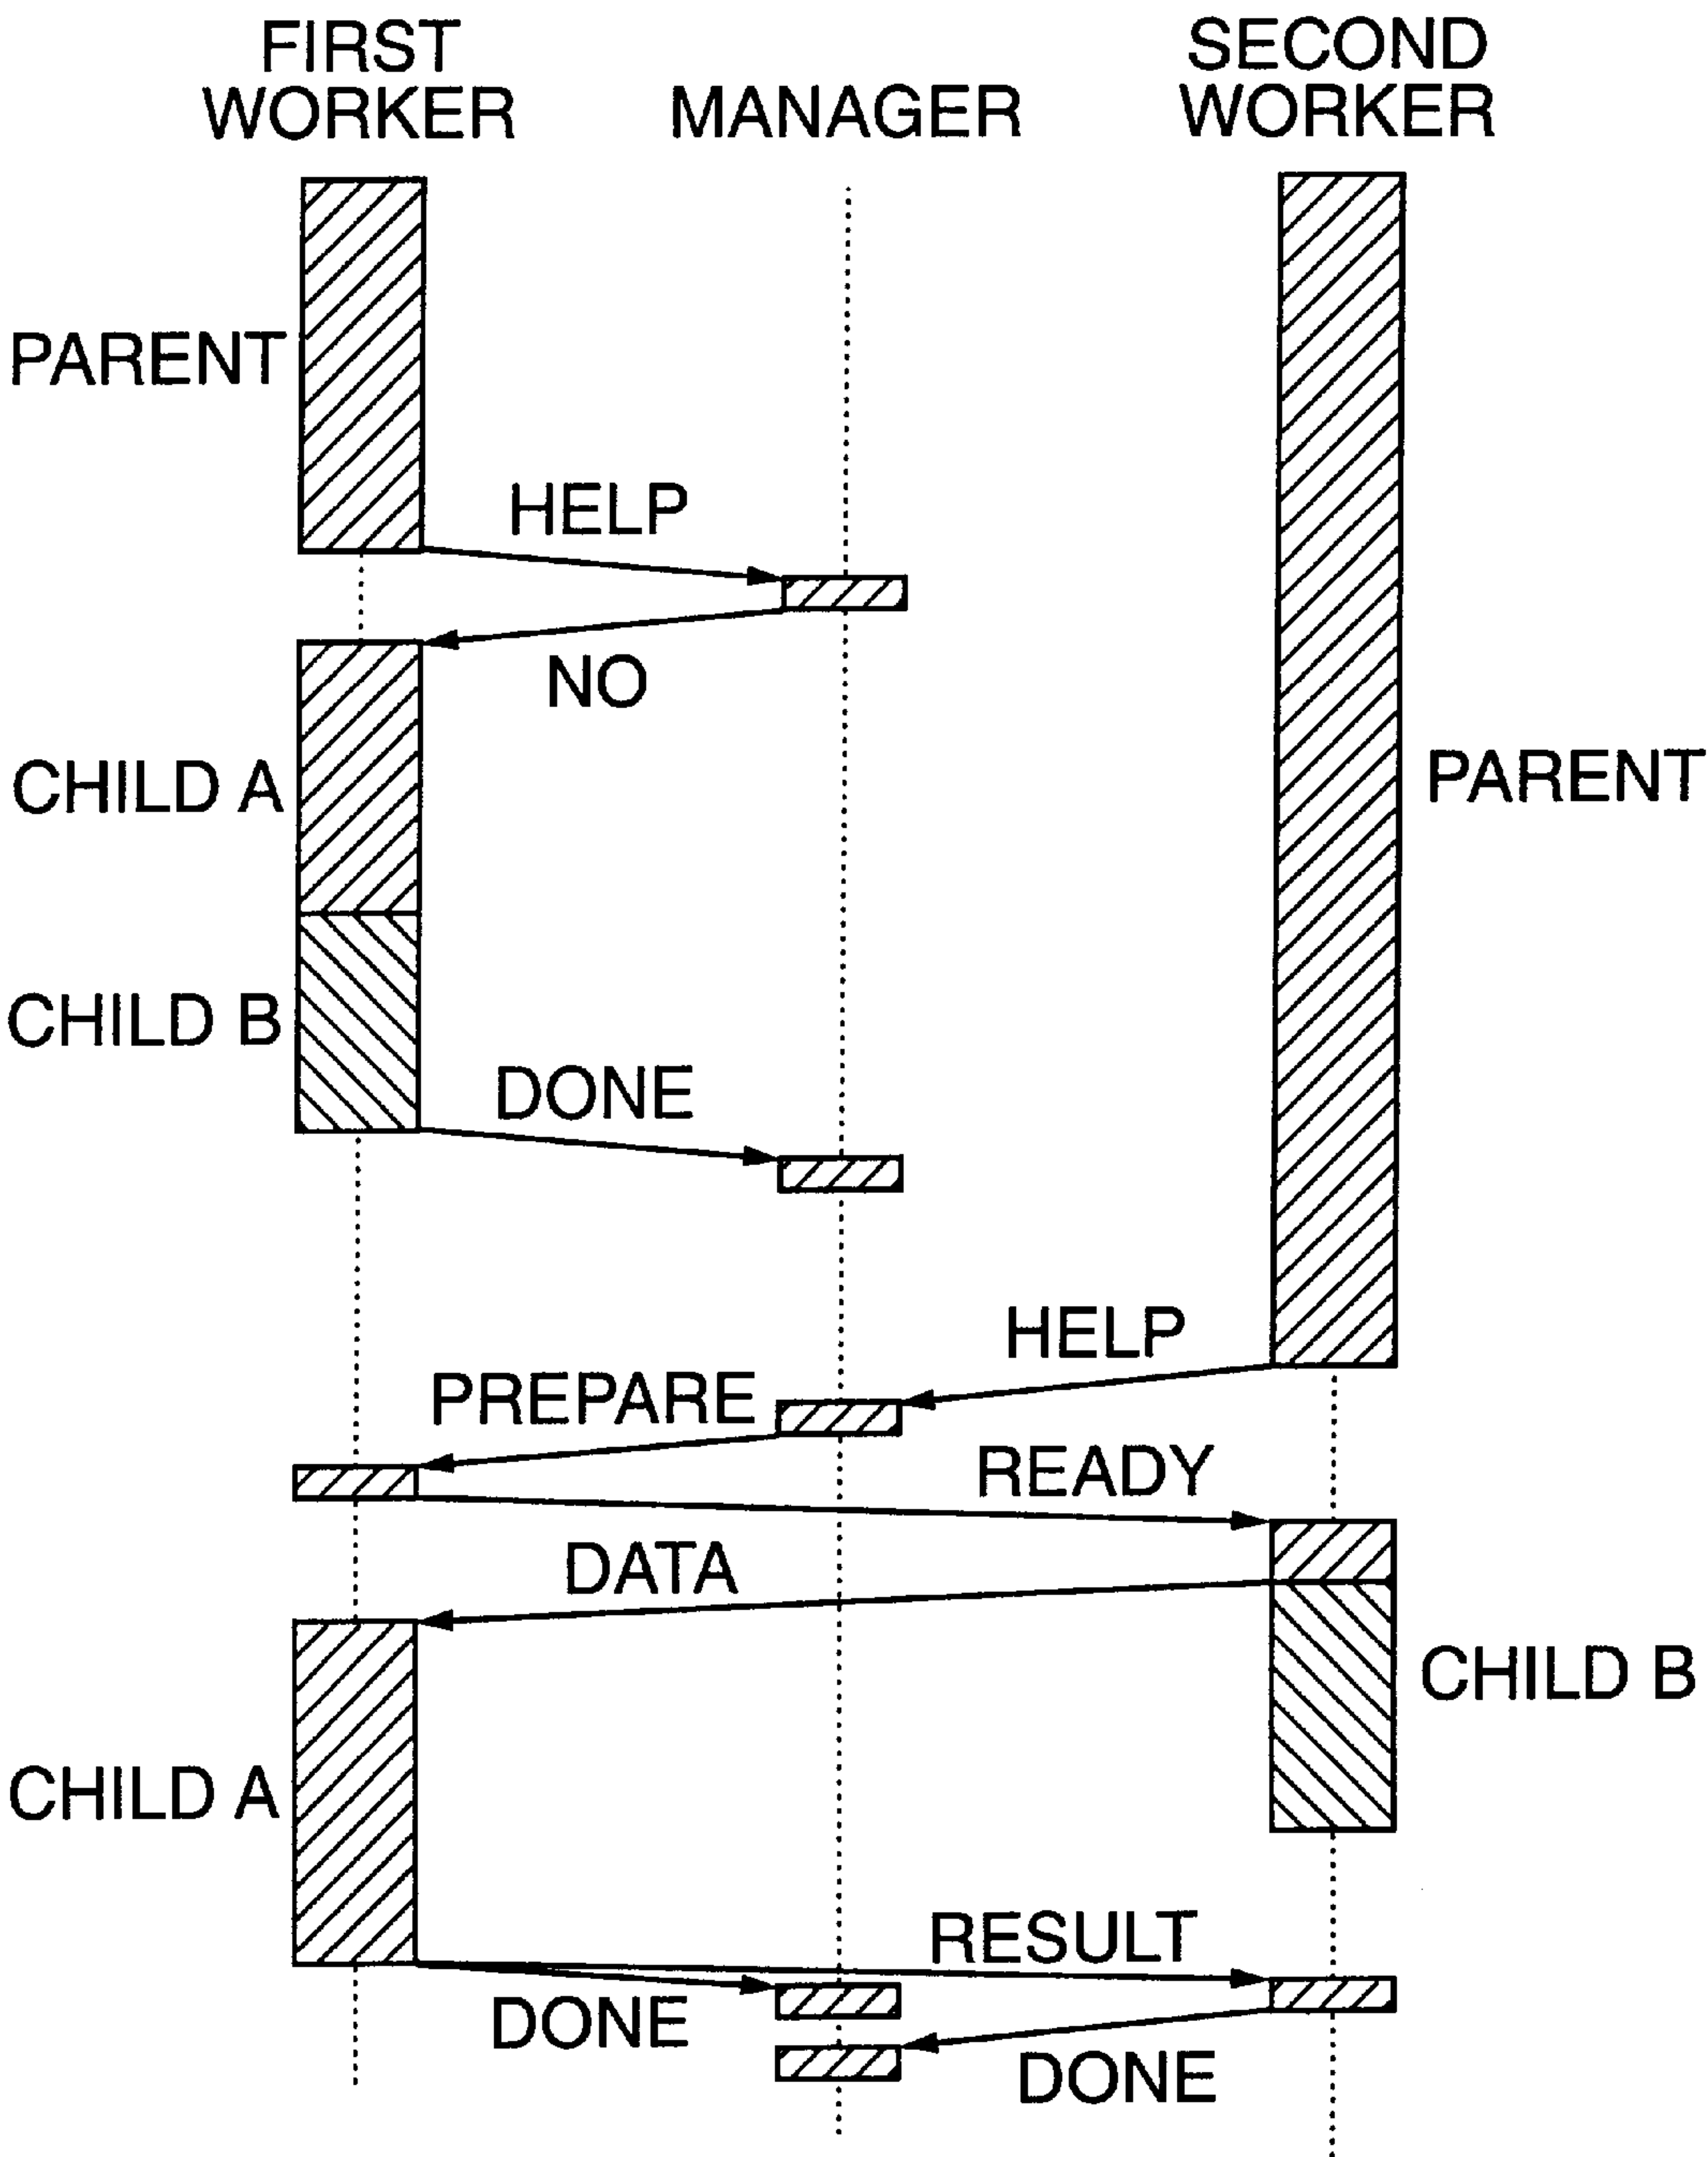 FIRST
WORKER
MANAGER
SECOND
WORKER
PARENT
HELP
NO
CHILD A
PARENT
CHILD B
DONE
HELP
PREPARE
READY
DATA
CHILD B
CHILD A
RESULT
DONE
DONE